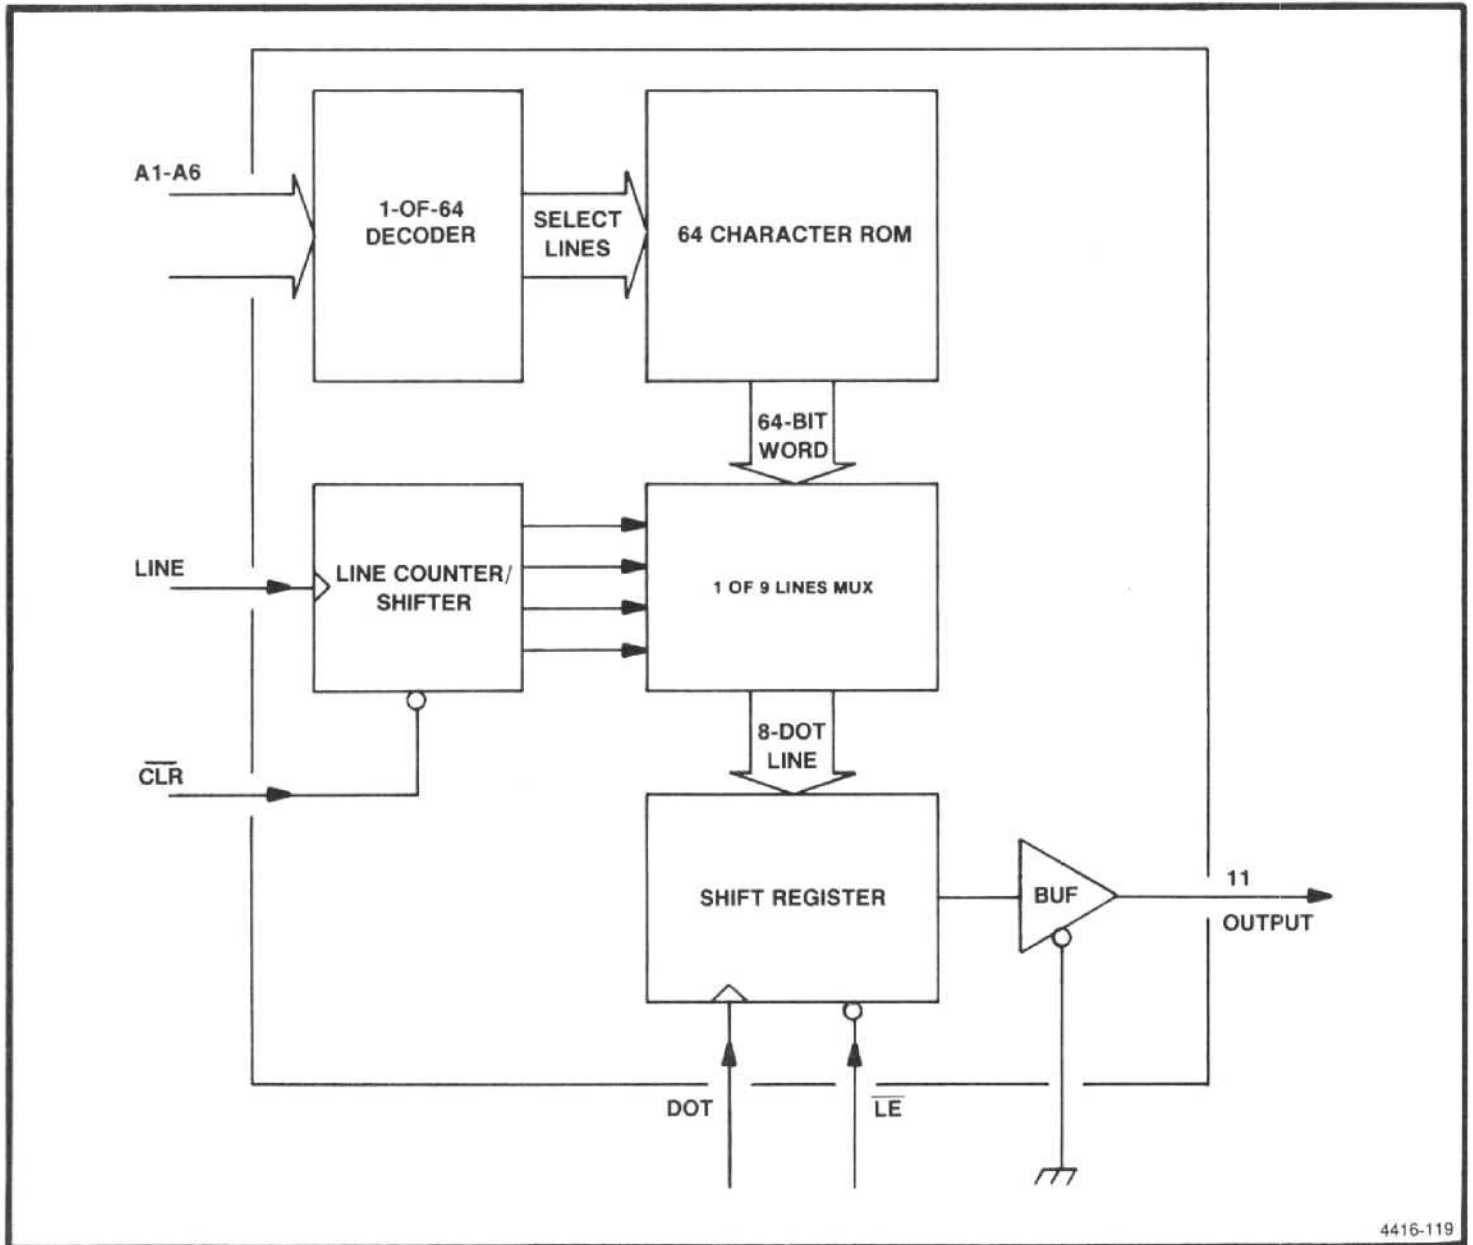 A1-A6
1-OF-64
DECODER
SELECT
LINES
64 CHARACTER ROM
64-BIT
WORD
LINE
LINE COUNTER/
SHIFTER
1 OF 9 LINES MUX
CLR
8-DOT
LINE
SHIFT REGISTER
BUF
11
OUTPUT
DOT
LE
4416-119